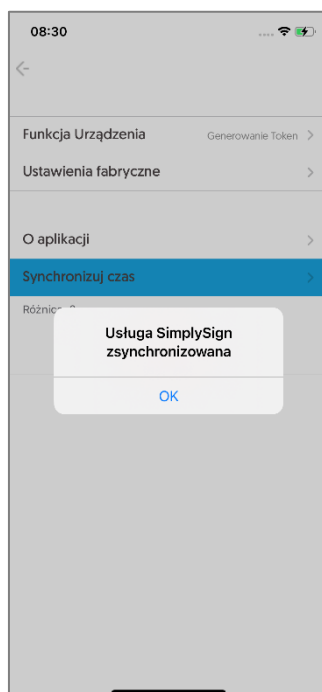 08:30
Funkcja Urządzenia Generowanie Token
Ustawienia fabryczne
O aplikacji
Synchronizuj czas
Usługa SimplySign
zsynchronizowana
OK